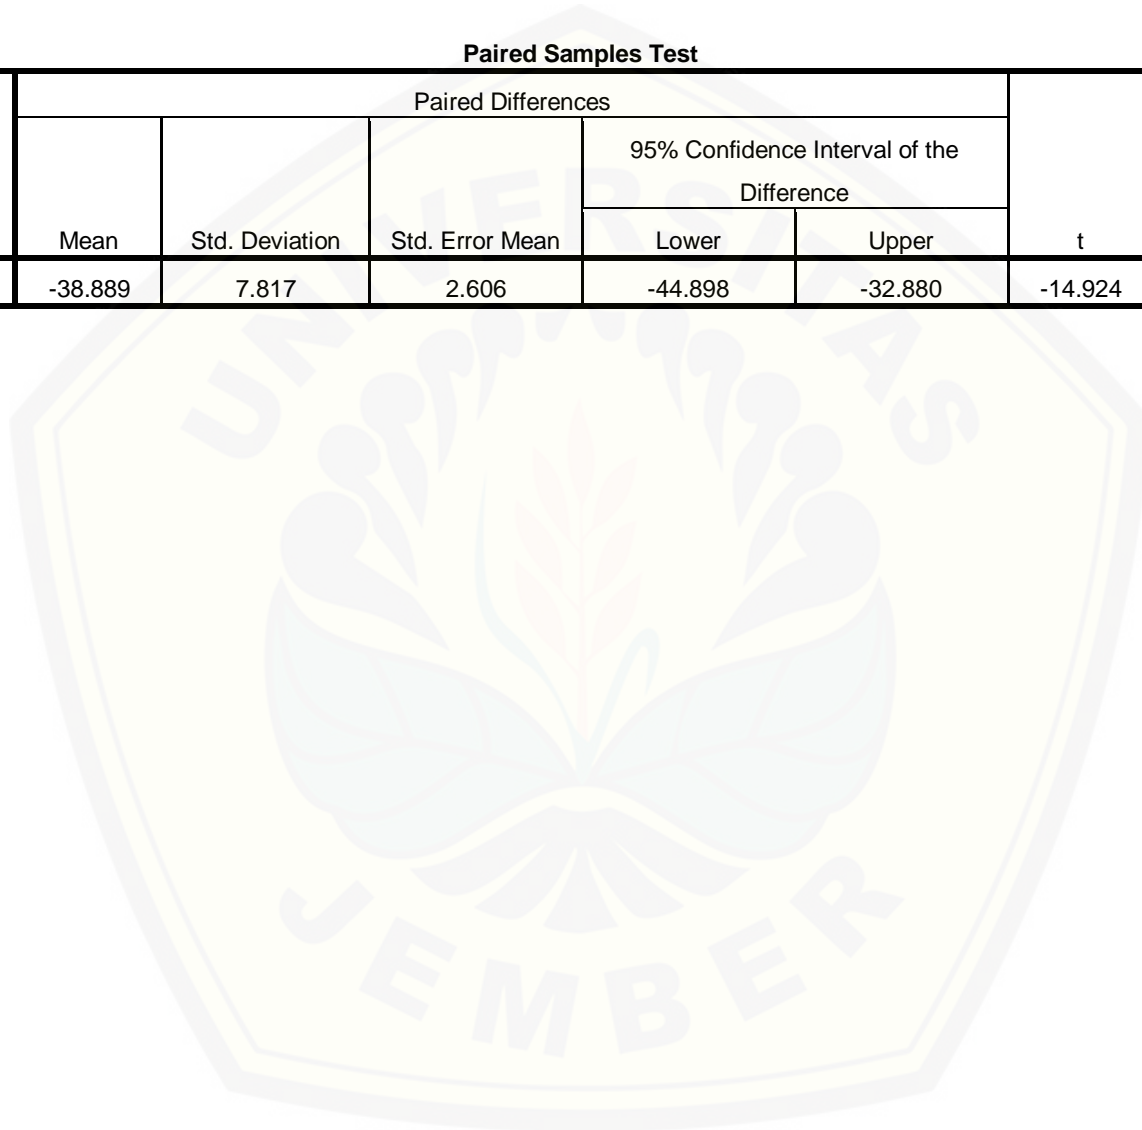 Paired Samples Test
Paired Differences
95% Confidence Interval of the
Difference
Mean Std. Deviation Std. Error Mean Lower Upper t
-38.889 7.817 2.606 -44.898 -32.880 -14.924
UNIVERSITAS
JEMBER